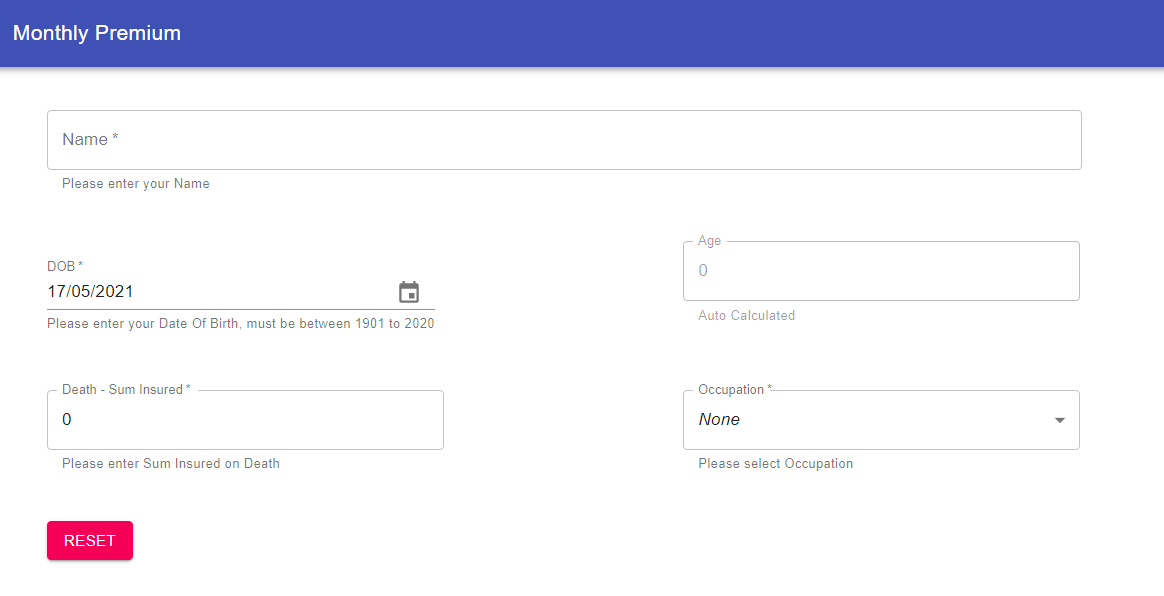 Monthly Premium
Name *
Please enter your Name
DOB *
17/05/2021
Please enter your Date Of Birth, must be between 1901 to 2020
Age
0
Auto Calculated
Death - Sum Insured *
0
Please enter Sum Insured on Death
Occupation *
None
Please select Occupation
RESET